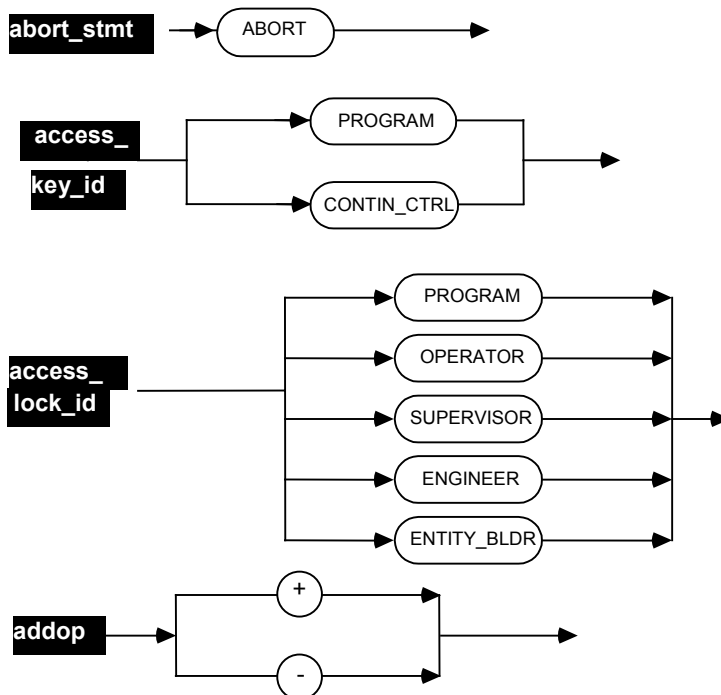 abort_stmt ABORT
PROGRAM
access_
key_id
CONTIN_CTRL
PROGRAM
OPERATOR
access_
lock_id
SUPERVISOR
ENGINEER
ENTITY_BLDR
+
addop
-